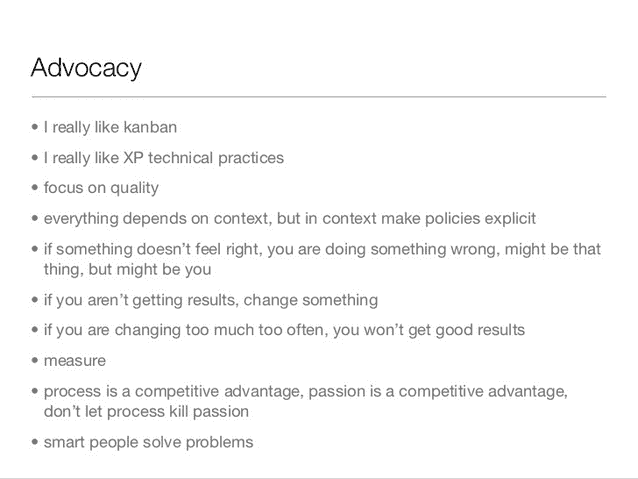 Advocacy
• I really like kanban
• I really like XP technical practices
• focus on quality
• everything depends on context, but in context make policies explicit
• if something doesn't feel right, you are doing something wrong, might be that
thing, but might be you
• if you aren't getting results, change something
• if you are changing too much too often, you won't get good results
• measure
• process is a competitive advantage, passion is a competitive advantage,
don't let process kill passion
• smart people solve problems